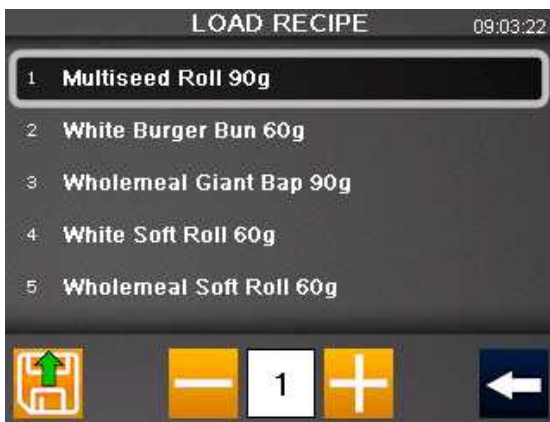 LOAD RECIPE 09:03:22
1 Multiseed Roll 90g
2 White Burger Bun 60g
3 Wholemeal Giant Bap 90g
4 White Soft Roll 60g
5 Wholemeal Soft Roll 60g
1